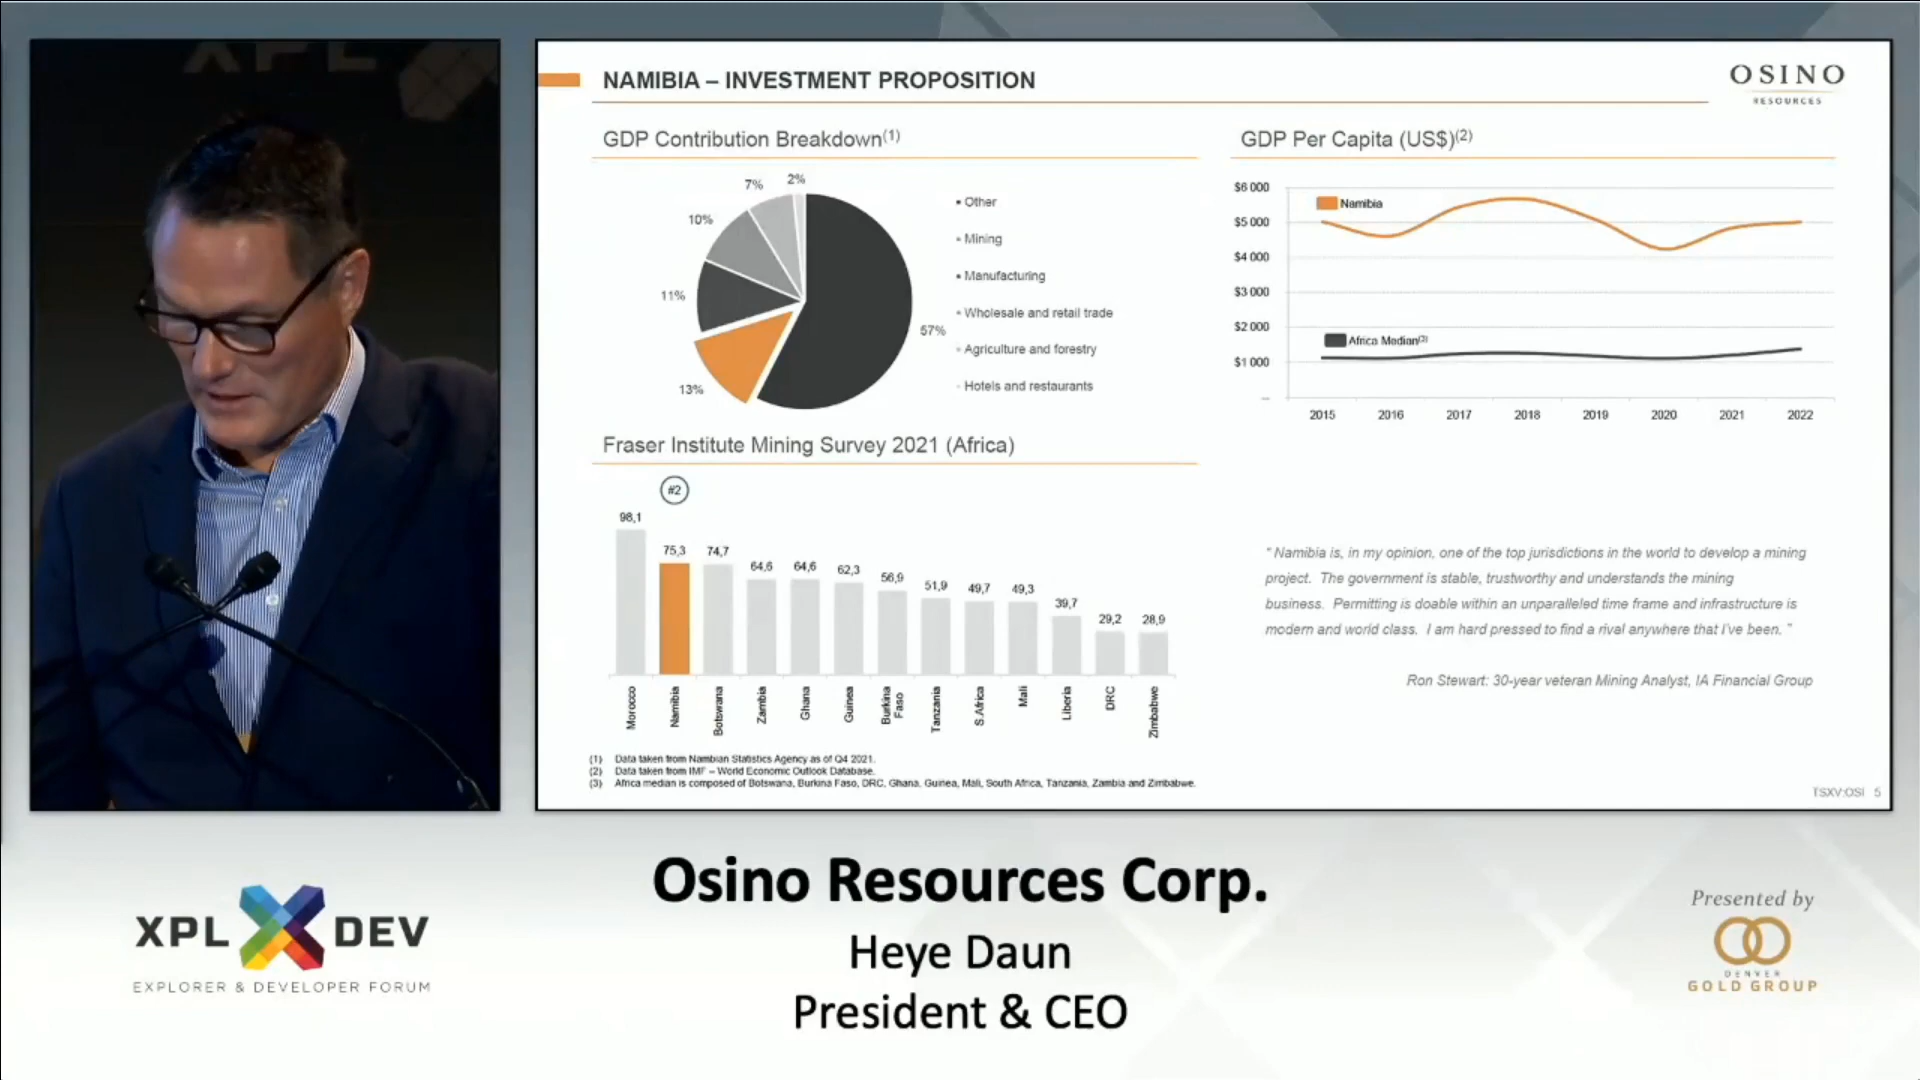 XPL
NAMIBIA – INVESTMENT PROPOSITION
OSINO
RESOURCES
GDP Contribution Breakdown(1)
2%
7%
10%
11%
13%
57%
Other
Mining
Manufacturing
Wholesale and retail trade
Agriculture and forestry
Hotels and restaurants
GDP Per Capita (US$)(2)
$6 000
$5 000
$4 000
$3 000
$2 000
$1 000
–
Namibia
Africa Median(3)
2015 2016 2017 2018 2019 2020 2021 2022
Fraser Institute Mining Survey 2021 (Africa)
#2
98,1 75,3 74,7 64,6 64,6 62,3 56,9 51,9 49,7 49,3 39,7 29,2 28,9
Morocco
Namibia
Botswana
Zambia
Ghana
Guinea
Burkina
Faso
Tanzania
S.Africa
Mali
Liberia
DRC
Zimbabwe
" Namibia is, in my opinion, one of the top jurisdictions in the world to develop a mining
project. The government is stable, trustworthy and understands the mining
business. Permitting is doable within an unparalleled time frame and infrastructure is
modern and world class. I am hard pressed to find a rival anywhere that I've been. "
Ron Stewart: 30-year veteran Mining Analyst, IA Financial Group
(1) Data taken from Namibian Statistics Agency as of Q4 2021.
(2) Data taken from IMF – World Economic Outlook Database.
(3) Africa median is composed of Botswana, Burkina Faso, DRC, Ghana, Guinea, Mali, South Africa, Tanzania, Zambia and Zimbabwe.
TSXV:OSI 5
XPL DEV
EXPLORER & DEVELOPER FORUM
Osino Resources Corp.
Heye Daun
President & CEO
Presented by
DENVER
GOLD GROUP